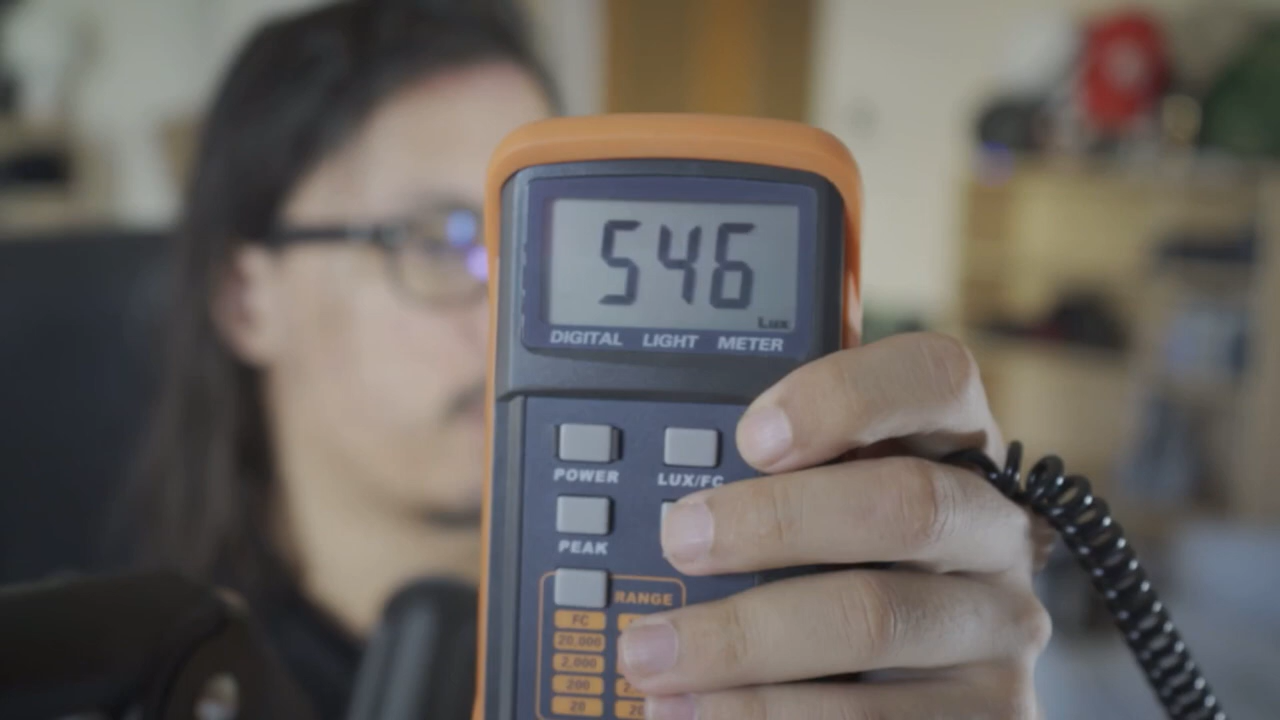 546
Lux
DIGITAL LIGHT METER
POWER LUX/FC
PEAK
RANGE
FC
20,000
2,000
200
20